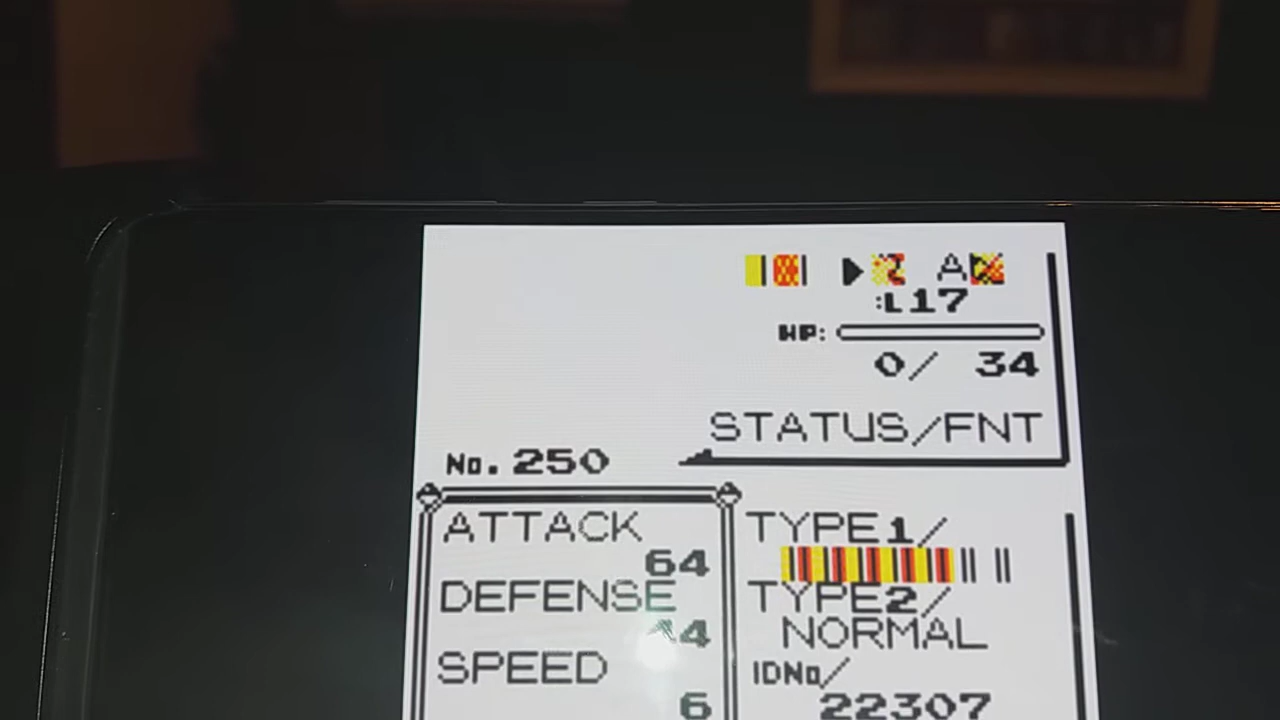 A
:L17
HP:
0/ 34
STATUS/FNT
No. 250
ATTACK
64
DEFENSE
SPEED
6
TYPE1/
TYPE2/
NORMAL
IDNo/
22307